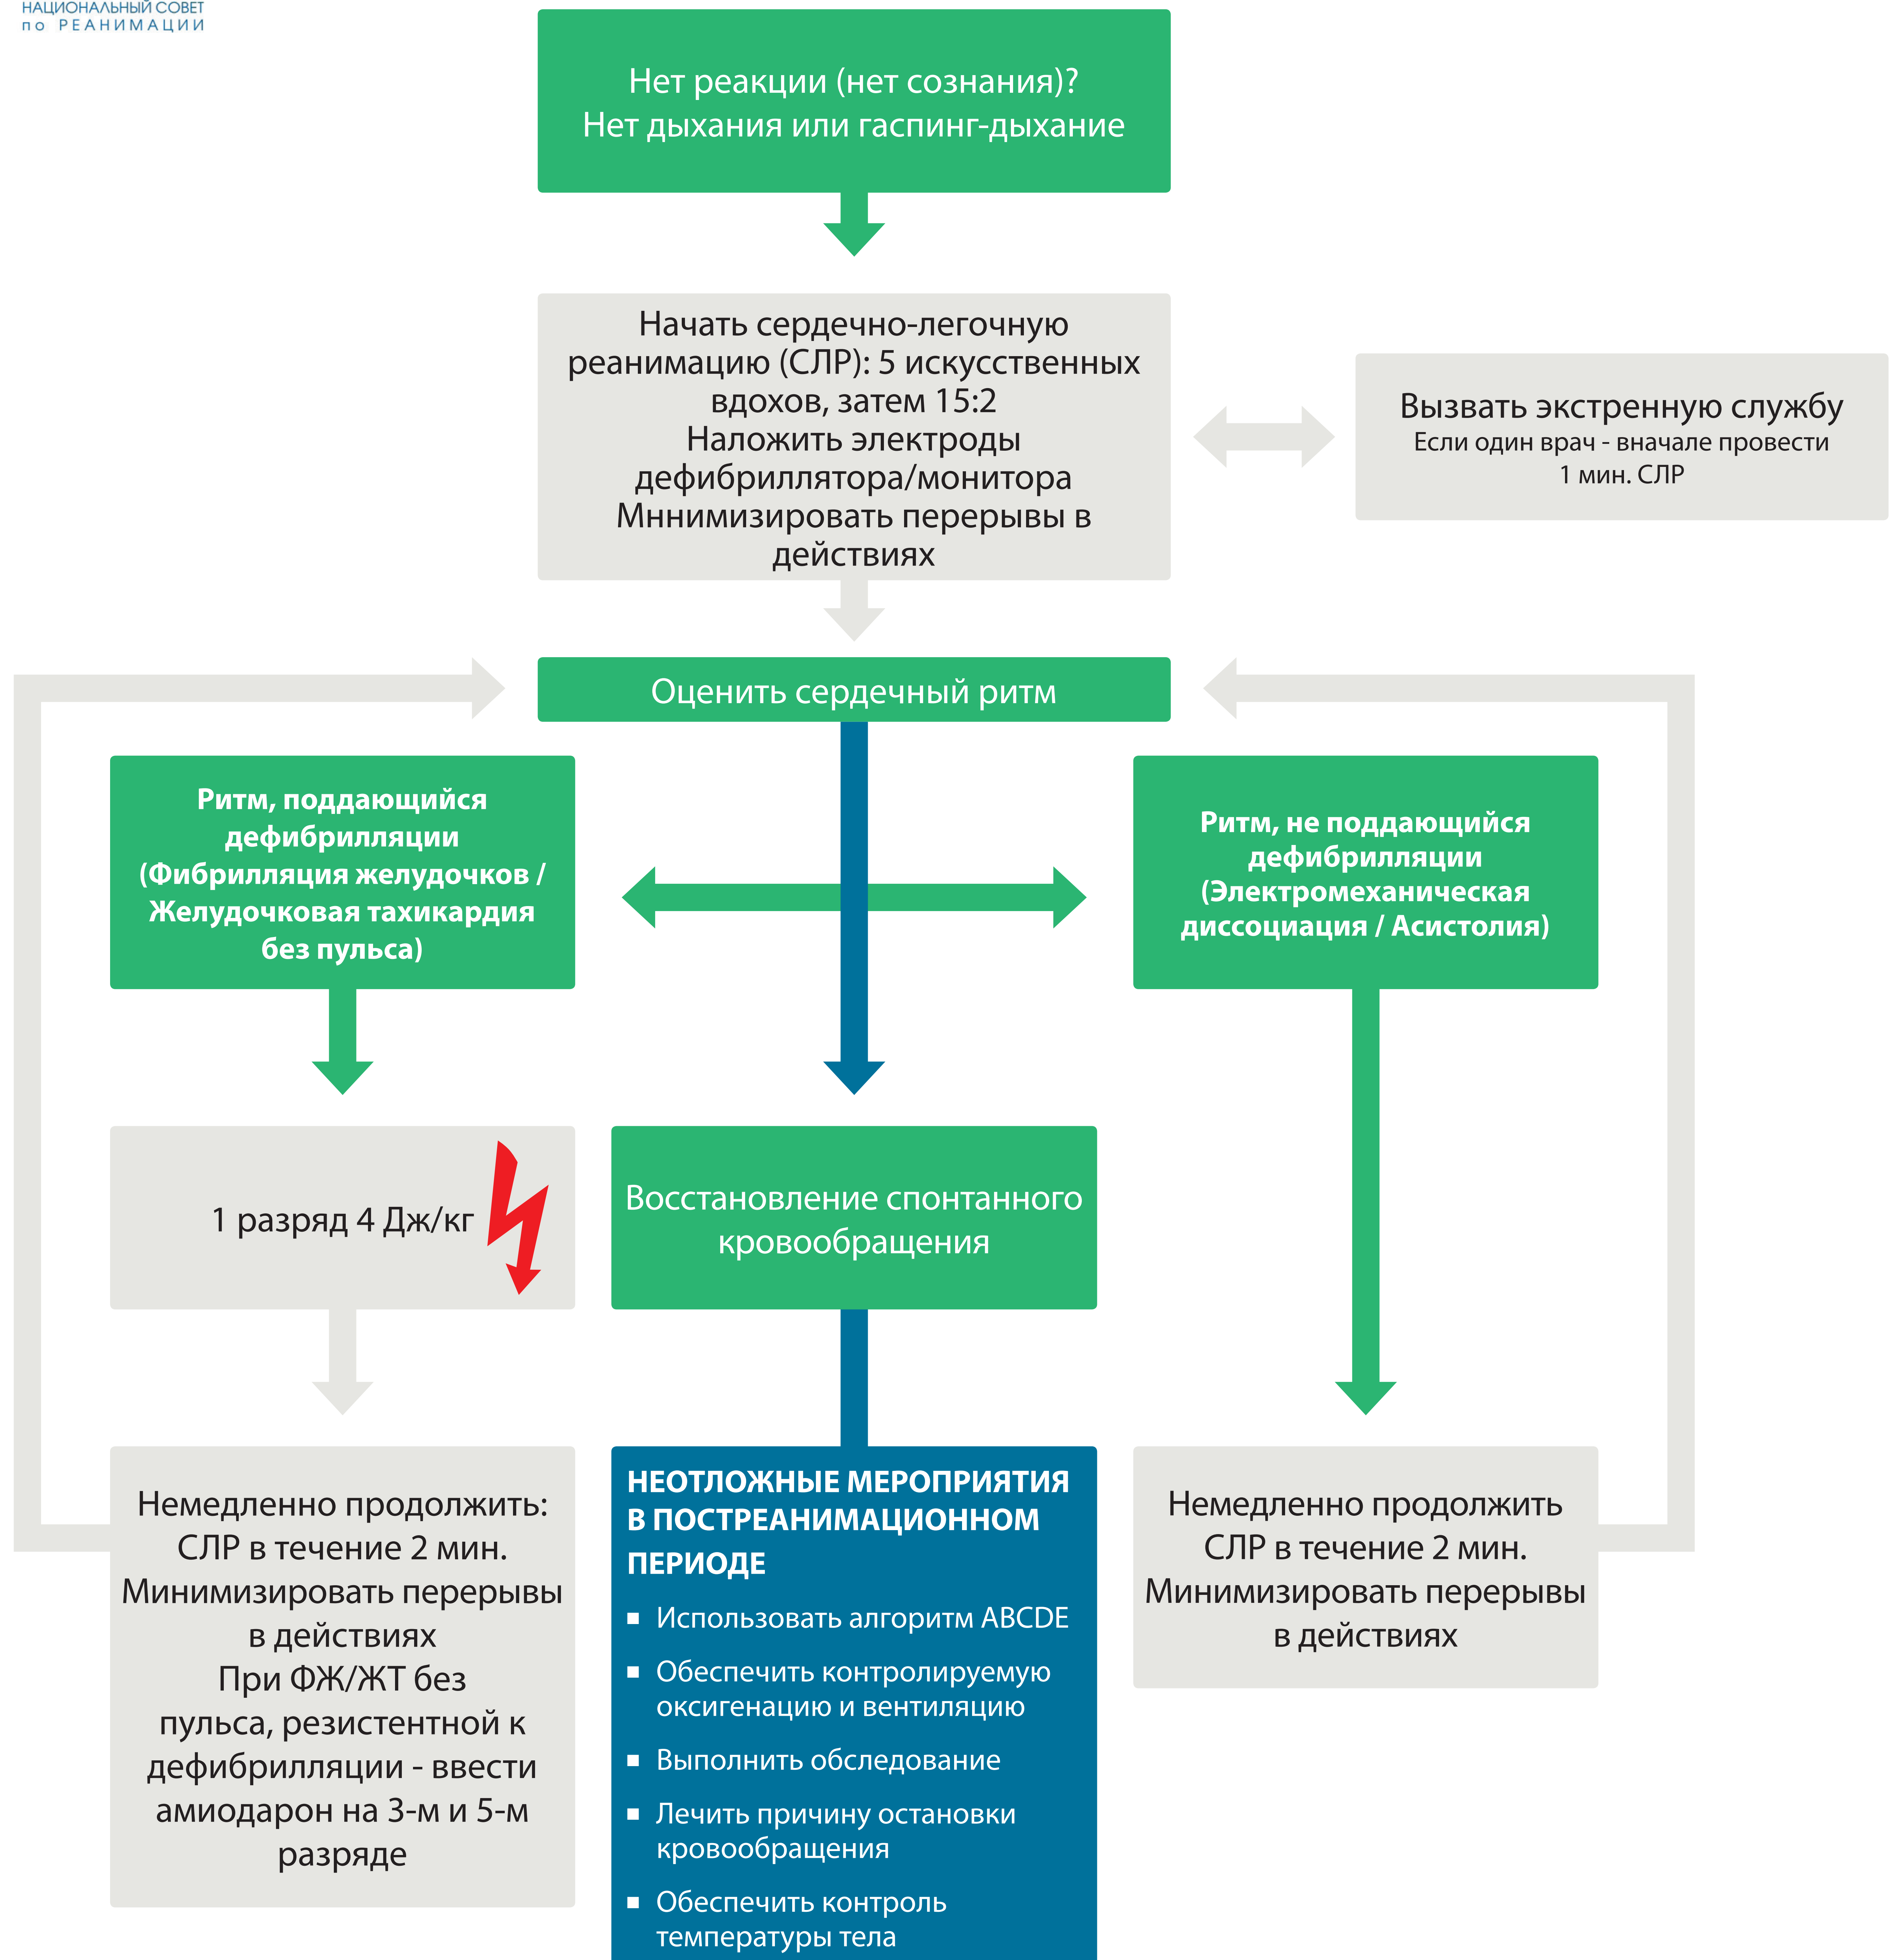 НАЦИОНАЛЬНЫЙ СОВЕТ
по РЕАНИМАЦИИ
Нет реакции (нет сознания)?
Нет дыхания или гаспинг-дыхание
Начать сердечно-легочную
реанимацию (СЛР): 5 искусственных
вдохов, затем 15:2
Наложить электроды
дефибриллятора/монитора
Мннимизировать перерывы в
действиях
Вызвать экстренную службу
Если один врач - вначале провести
1 мин. СЛР
Оценить сердечный ритм
Ритм, поддающийся
дефибрилляции
(Фибрилляция желудочков /
Желудочковая тахикардия
без пульса)
Ритм, не поддающийся
дефибрилляции
(Электромеханическая
диссоциация / Асистолия)
1 разряд 4 Дж/кг
Восстановление спонтанного
кровообращения
Немедленно продолжить:
СЛР в течение 2 мин.
Минимизировать перерывы
в действиях
При ФЖ/ЖТ без
пульса, резистентной к
дефибрилляции - ввести
амиодарон на 3-м и 5-м
разряде
НЕОТЛОЖНЫЕ МЕРОПРИЯТИЯ
В ПОСТРЕАНИМАЦИОННОМ
ПЕРИОДЕ
Использовать алгоритм ABCDE
Обеспечить контролируемую
оксигенацию и вентиляцию
Выполнить обследование
Лечить причину остановки
кровообращения
Обеспечить контроль
температуры тела
Немедленно продолжить
СЛР в течение 2 мин.
Минимизировать перерывы
в действиях